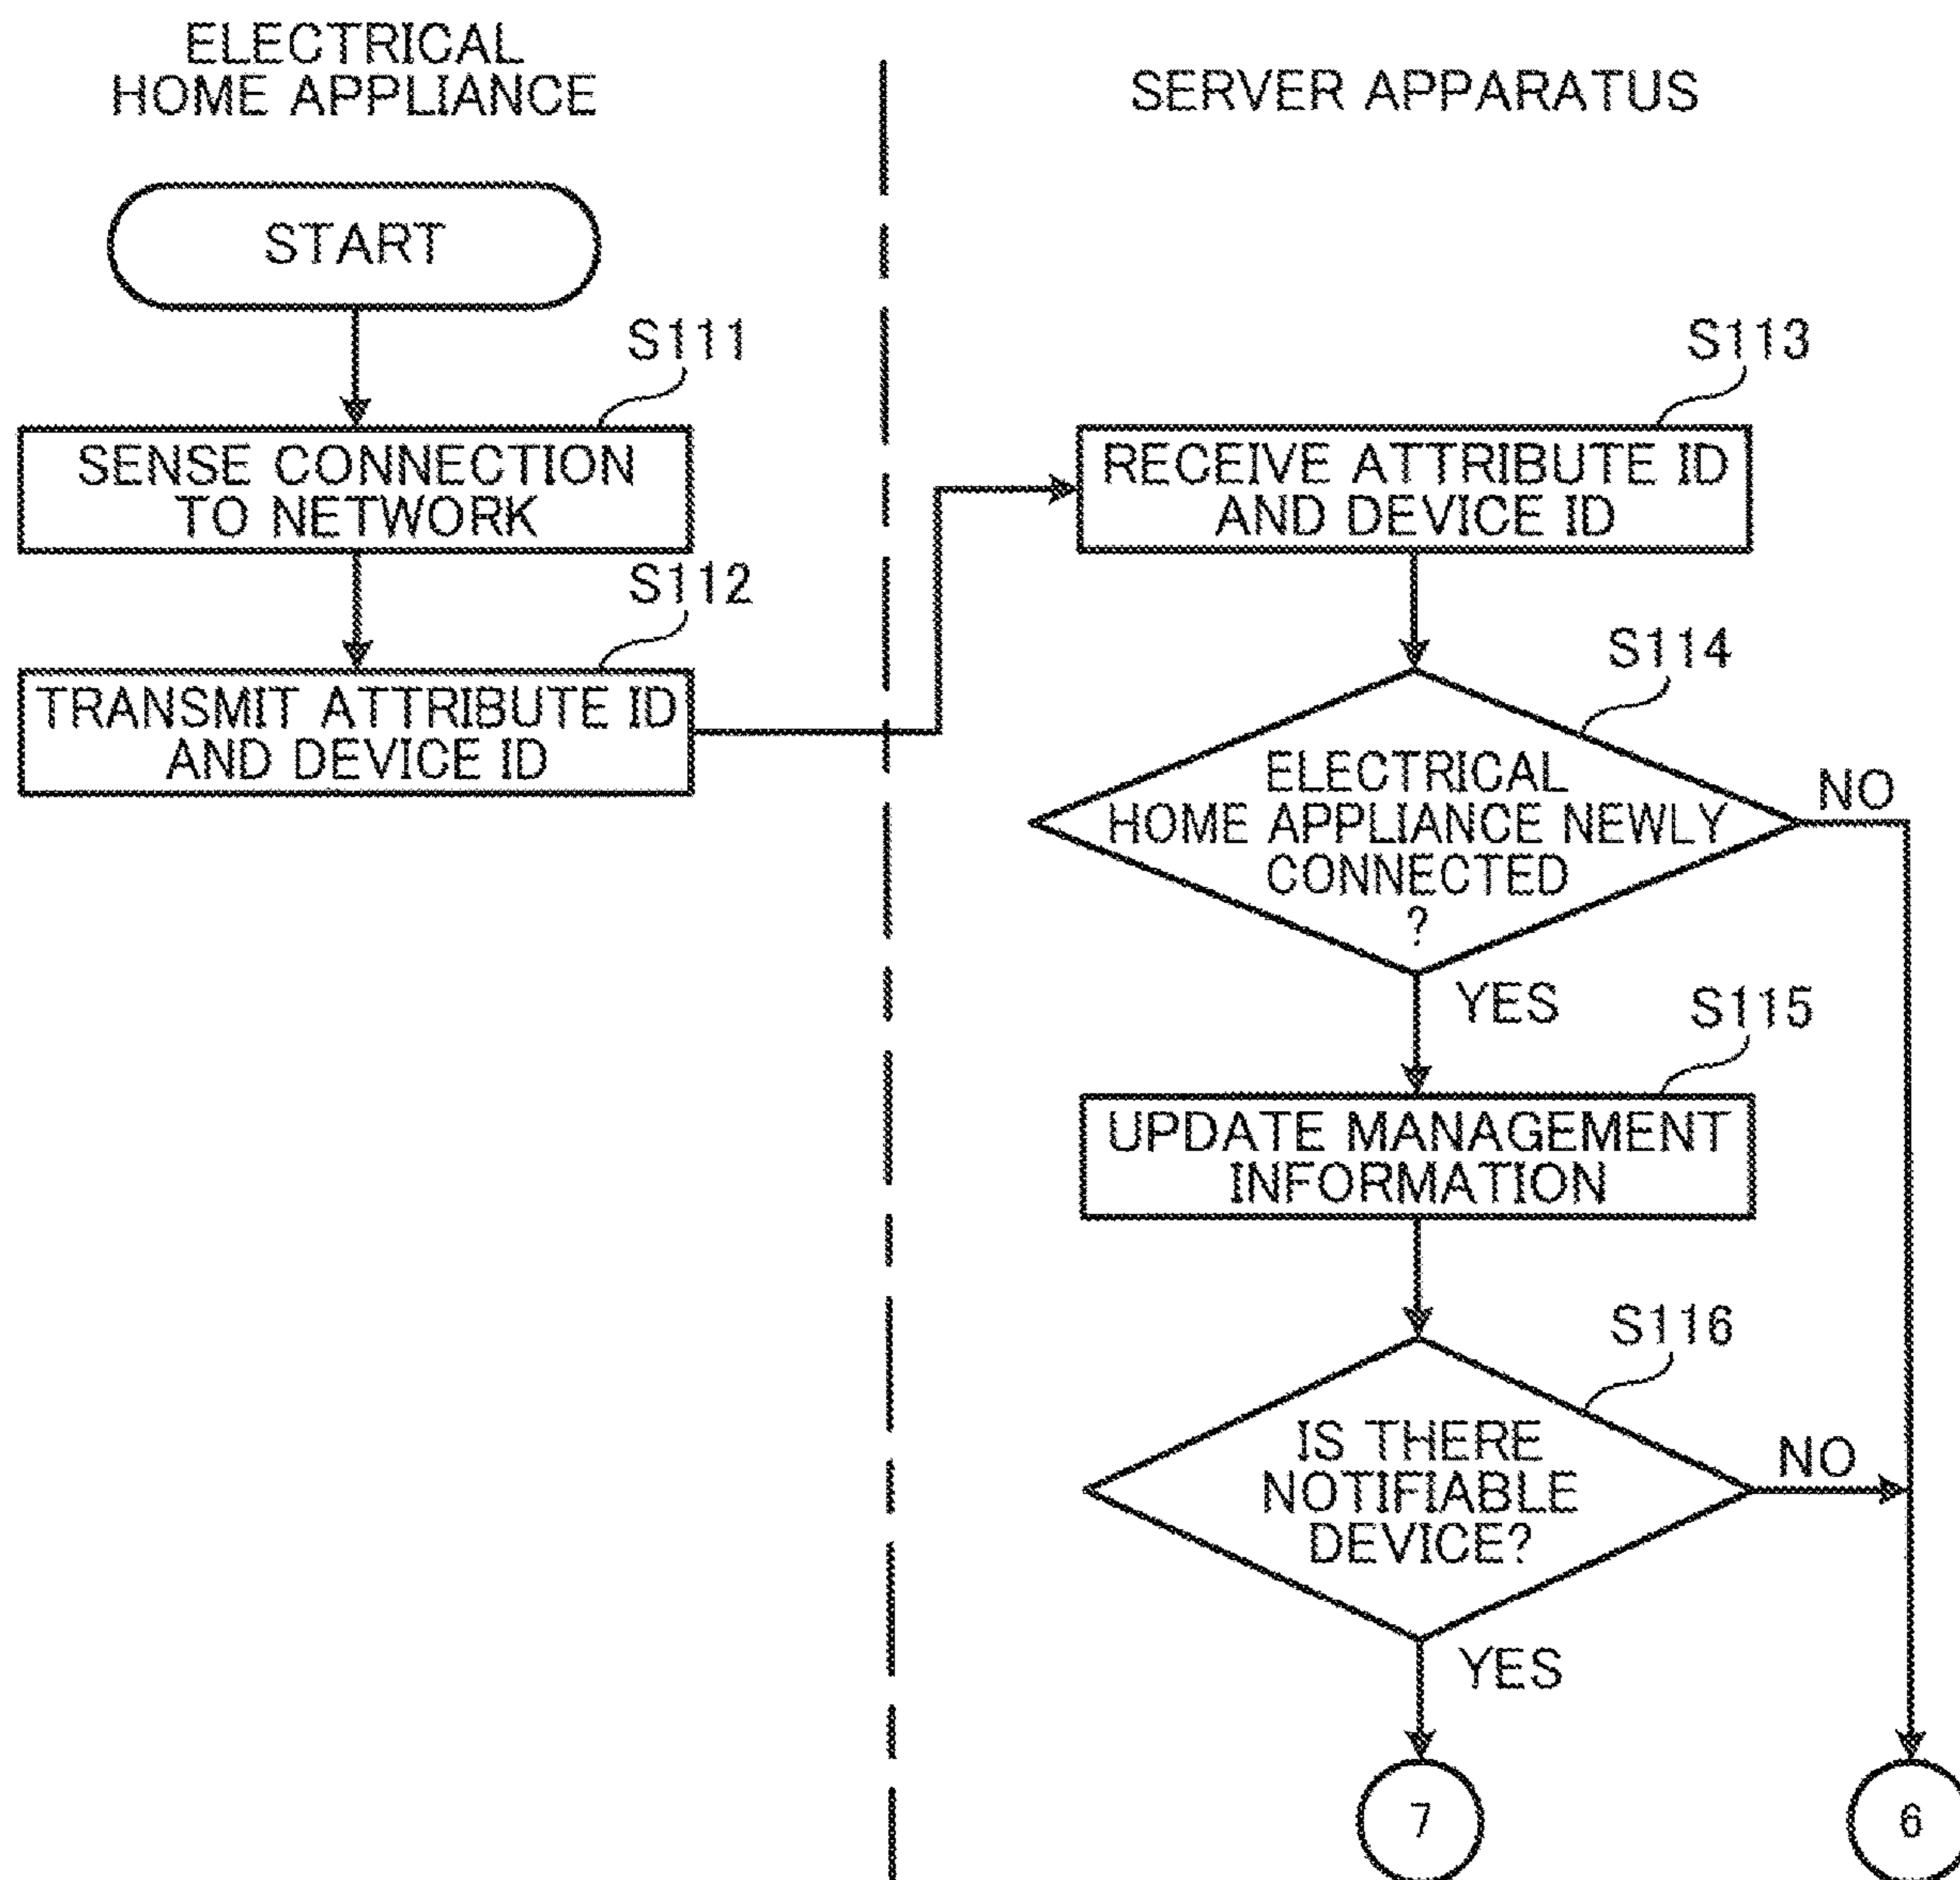 ELECTRICAL
HOME APPLIANCE
SERVER APPARATUS
START
S111
SENSE CONNECTION
TO NETWORK
S112
TRANSMIT ATTRIBUTE ID
AND DEVICE ID
S113
RECEIVE ATTRIBUTE ID
AND DEVICE ID
S114
ELECTRICAL
HOME APPLIANCE NEWLY
CONNECTED
?
NO
YES
S115
UPDATE MANAGEMENT
INFORMATION
S116
IS THERE
NOTIFIABLE
DEVICE?
NO
YES
7
6